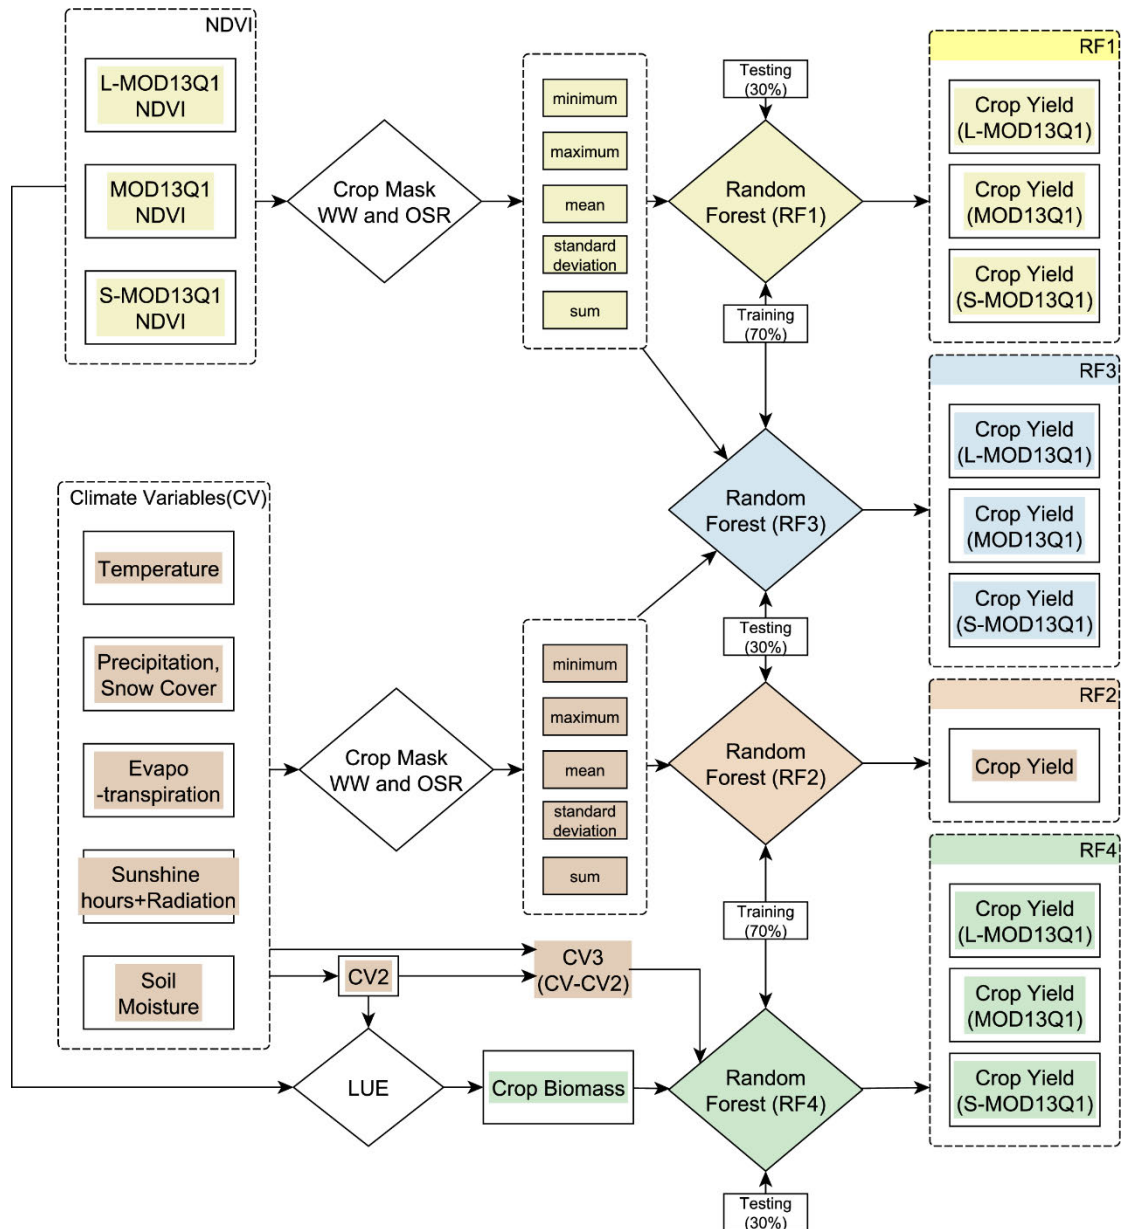 NDVI
L-MOD13Q1
NDVI
MOD13Q1
NDVI
S-MOD13Q1
NDVI
Crop Mask
WW and OSR
minimum
maximum
mean
standard
deviation
sum
Testing
(30%)
Random
Forest (RF1)
Training
(70%)
RF1
Crop Yield
(L-MOD13Q1)
Crop Yield
(MOD13Q1)
Crop Yield
(S-MOD13Q1)
Random
Forest (RF3)
RF3
Crop Yield
(L-MOD13Q1)
Crop Yield
(MOD13Q1)
Crop Yield
(S-MOD13Q1)
Climate Variables(CV)
Temperature
Precipitation,
Snow Cover
Evapo
-transpiration
Sunshine
hours+Radiation
Soil
Moisture
Crop Mask
WW and OSR
minimum
maximum
mean
standard
deviation
sum
Testing
(30%)
Random
Forest (RF2)
RF2
Crop Yield
Training
(70%)
CV2
CV3
(CV-CV2)
LUE
Crop Biomass
Random
Forest (RF4)
Testing
(30%)
RF4
Crop Yield
(L-MOD13Q1)
Crop Yield
(MOD13Q1)
Crop Yield
(S-MOD13Q1)